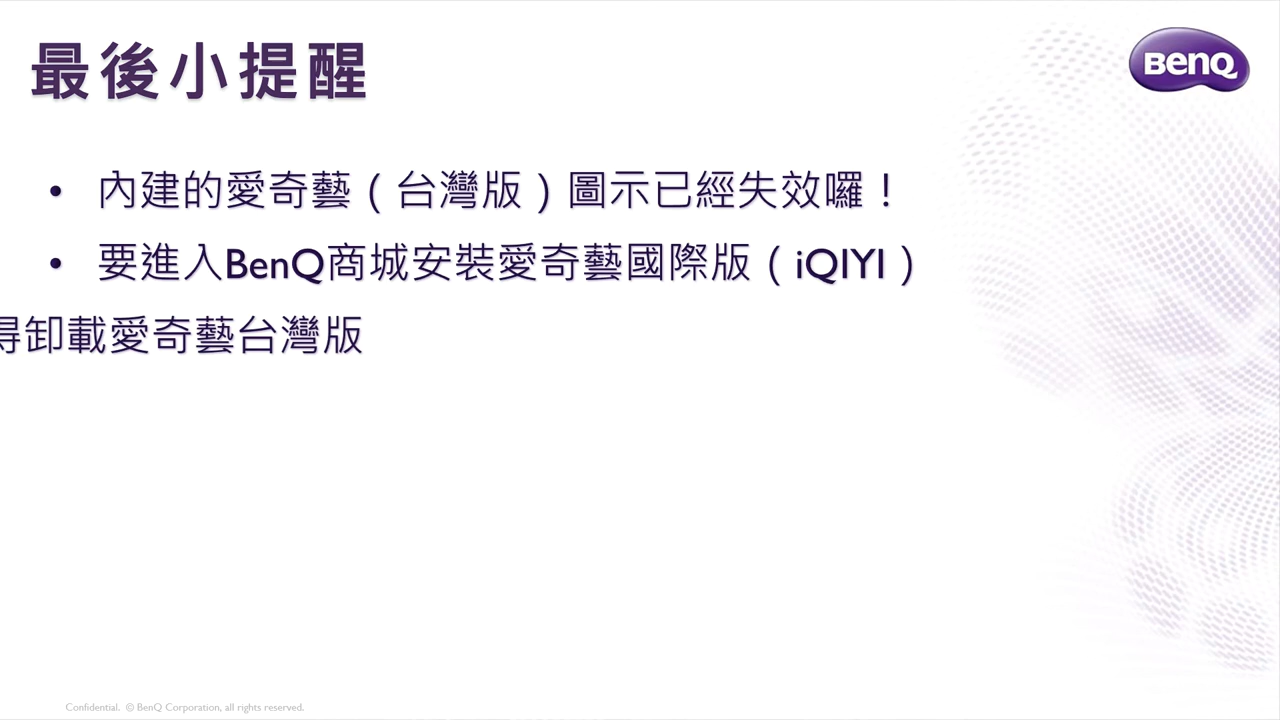 最後小提醒
BenQ
• 內建的愛奇藝（台灣版）圖示已經失效囉！
• 要進入BenQ商城安裝愛奇藝國際版（iQIYI）
得卸載愛奇藝台灣版
Confidential. © BenQ Corporation, all rights reserved.